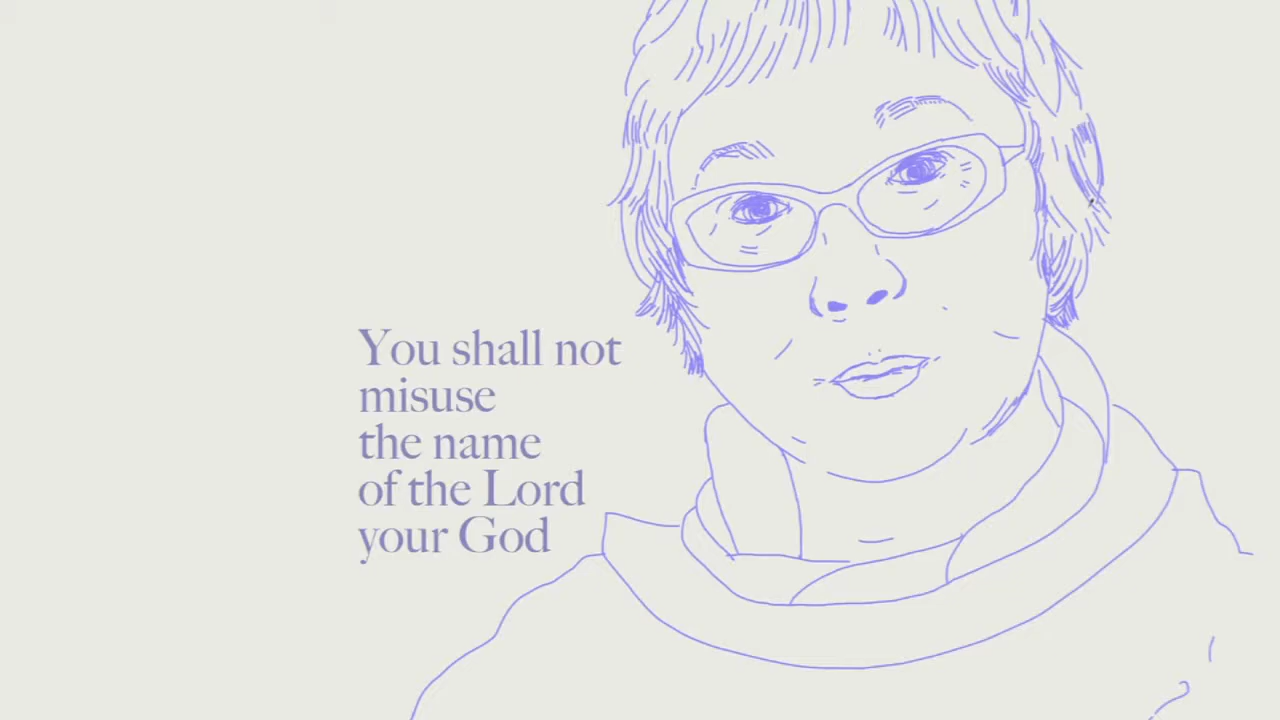 You shall not
misuse
the name
of the Lord
your God